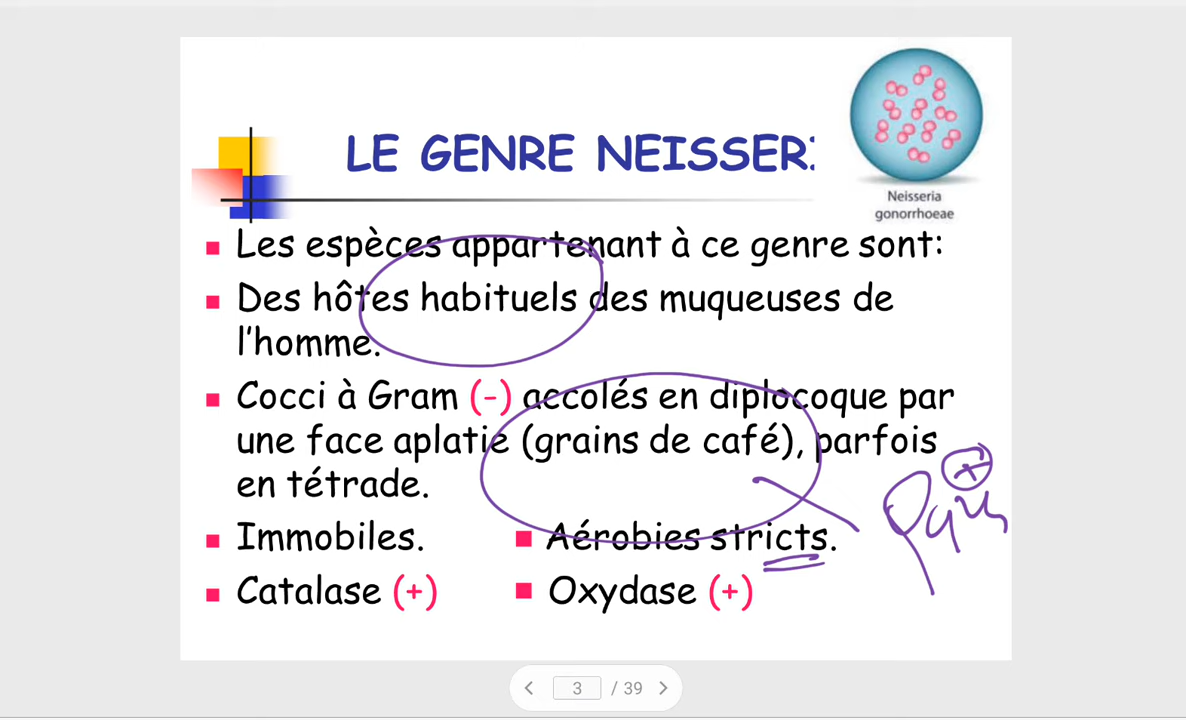 LE GENRE NEISSER
Neisseria
gonorrhoeae
Les espèces appartenant à ce genre sont:
Des hôtes habituels des muqueuses de
l'homme.
Cocci à Gram (-) accolés en diplocoque par
une face aplatie (grains de café), parfois
en tétrade.
Immobiles.
Aérobies stricts.
Catalase (+)
Oxydase (+)
3 / 39